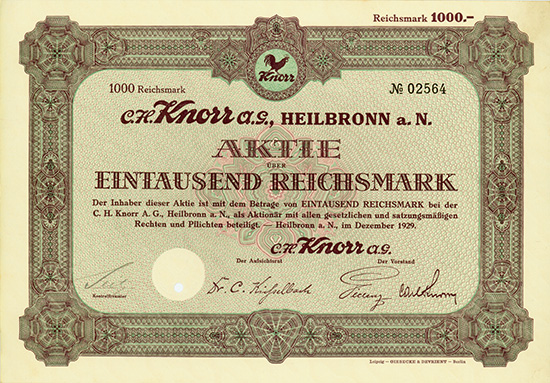 Reichsmark 1000.-
Knorr
1000 Reichsmark
№ 02564
C.H. Knorr A.G., HEILBRONN a. N.
AKTIE
ÜBER
EINTAUSEND REICHSMARK
Der Inhaber dieser Aktie ist mit dem Betrage von EINTAUSEND REICHSMARK bei der
C. H. Knorr A. G., Heilbronn a. N., als Aktionär mit allen gesetzlichen und satzungsmäßigen
Rechten und Pflichten beteiligt. — Heilbronn a. N., im Dezember 1929.
C.H. Knorr A.G.
Der Aufsichtsrat Der Vorstand
Dr. C.
Kontrollbeamter
Leipzig — GIESECKE & DEVRIENT — Berlin